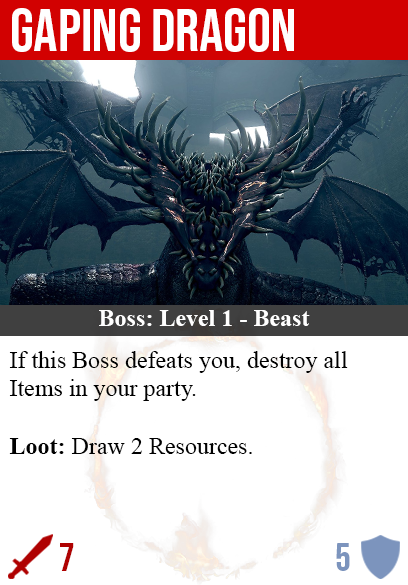 GAPING DRAGON
Boss: Level 1 - Beast
If this Boss defeats you, destroy all
Items in your party.
Loot: Draw 2 Resources.
7 5